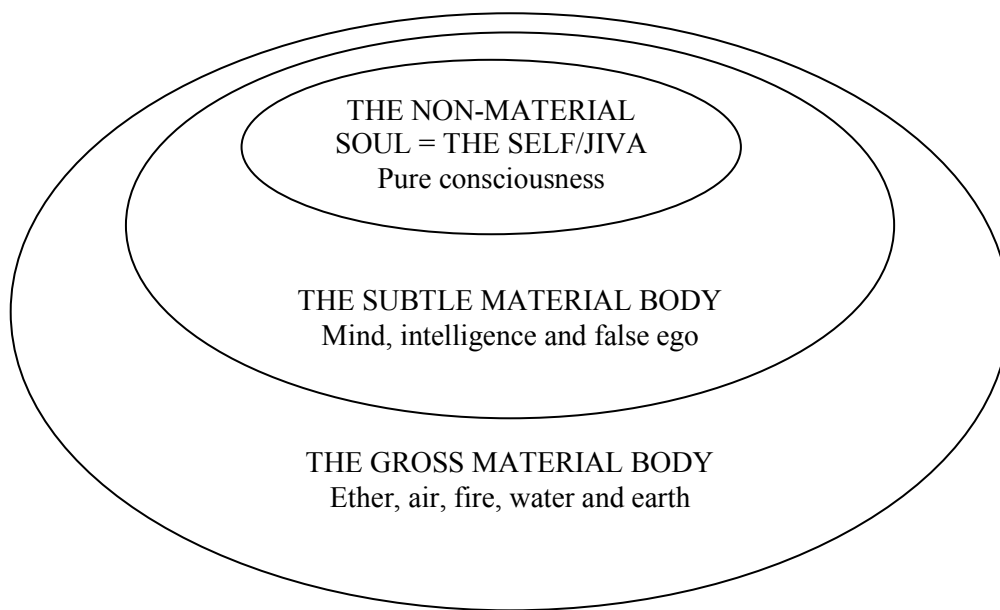 THE NON-MATERIAL
SOUL = THE SELF/JIVA
Pure consciousness
THE SUBTLE MATERIAL BODY
Mind, intelligence and false ego
THE GROSS MATERIAL BODY
Ether, air, fire, water and earth